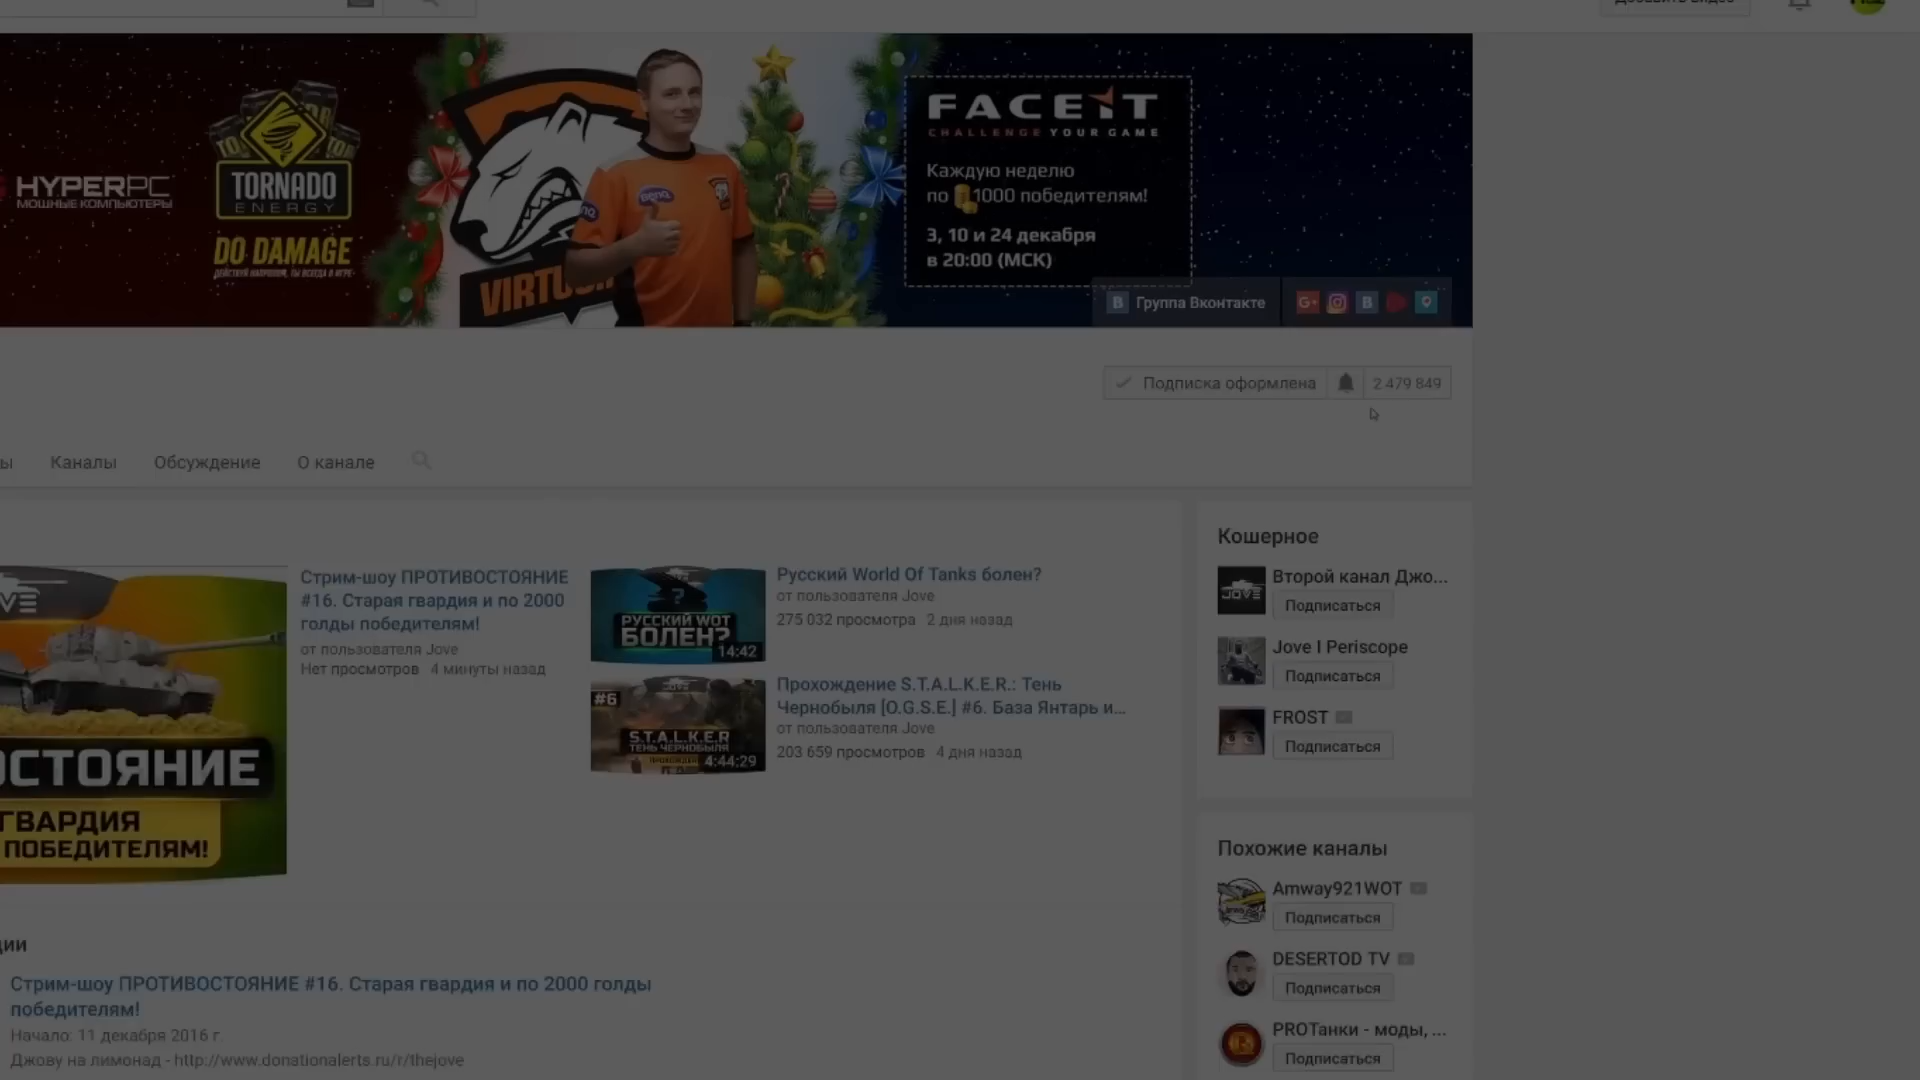 Добавить видео
HYPERPC
МОЩНЫЕ КОМПЬЮТЕРЫ
TORNADO
ENERGY
DO DAMAGE
BenQ
VIRTUS
FACEIT
CHALLENGE YOUR GAME
Каждую неделю
по 1000 победителям!
3, 10 и 24 декабря
в 20:00 (МСК)
Группа Вконтакте
Подписка оформлена
2 479 849
ы
Каналы
Обсуждение
О канале
СТОЯНИЕ
ГВАРДИЯ
ПОБЕДИТЕЛЯМ!
Стрим-шоу ПРОТИВОСТОЯНИЕ
#16. Старая гвардия и по 2000
голды победителям!
от пользователя Jove
Нет просмотров 4 минуты назад
РУССКИЙ WOT
БОЛЕН?
14:42
Русский World Of Tanks болен?
от пользователя Jove
275 032 просмотра 2 дня назад
#6
S.T.A.L.K.E.R
ТЕНЬ ЧЕРНОБЫЛЯ
4:44:29
Прохождение S.T.A.L.K.E.R.: Тень
Чернобыля [O.G.S.E.] #6. База Янтарь и...
от пользователя Jove
203 659 просмотров 4 дня назад
Кошерное
Второй канал Джо...
Подписаться
Jove I Periscope
Подписаться
FROST
Подписаться
Похожие каналы
Amway921WOT
Подписаться
DESERTOD TV
Подписаться
PROТанки - моды, ...
Подписаться
ции
Стрим-шоу ПРОТИВОСТОЯНИЕ #16. Старая гвардия и по 2000 голды
победителям!
Начало: 11 декабря 2016 г.
Джову на лимонад - http://www.donationalerts.ru/r/thejove